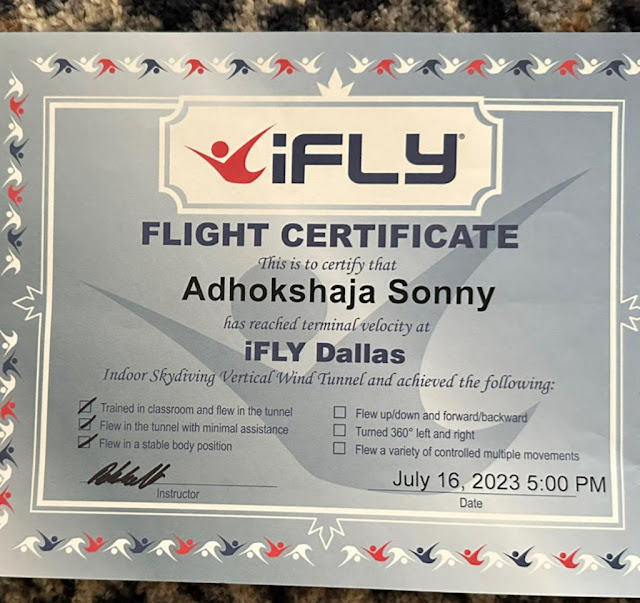 iFLY®
FLIGHT CERTIFICATE
This is to certify that
Adhokshaja Sonny
has reached terminal velocity at
iFLY Dallas
Indoor Skydiving Vertical Wind Tunnel and achieved the following:
Trained in classroom and flew in the tunnel
Flew in the tunnel with minimal assistance
Flew in a stable body position
Flew up/down and forward/backward
Turned 360° left and right
Flew a variety of controlled multiple movements
Instructor
July 16, 2023 5:00 PM
Date